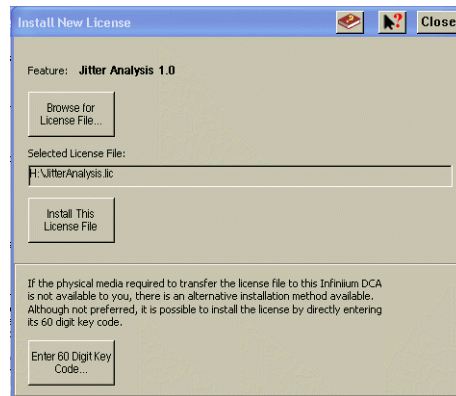 Install New License
Close
Feature: Jitter Analysis 1.0
Browse for
License File...
Selected License File:
H:\JitterAnalysis.lic
Install This
License File
If the physical media required to transfer the license file to this Infiniium DCA
is not available to you, there is an alternative installation method available.
Although not preferred, it is possible to install the license by directly entering
its 60 digit key code.
Enter 60 Digit Key
Code...